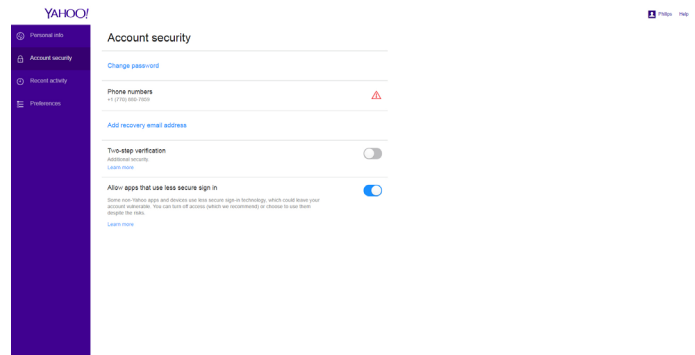 YAHOO!
Phillips Help
Personal info
Account security
Recent activity
Preferences
Account security
Change password
Phone numbers
Add recovery email address
Two-step verification
Additional security.
Learn more
Allow apps that use less secure sign in
Some non-Yahoo apps and devices use less secure sign-in technology, which could leave your
account vulnerable. You can turn off access (which we recommend) or choose to use them
despite the risks.
Learn more